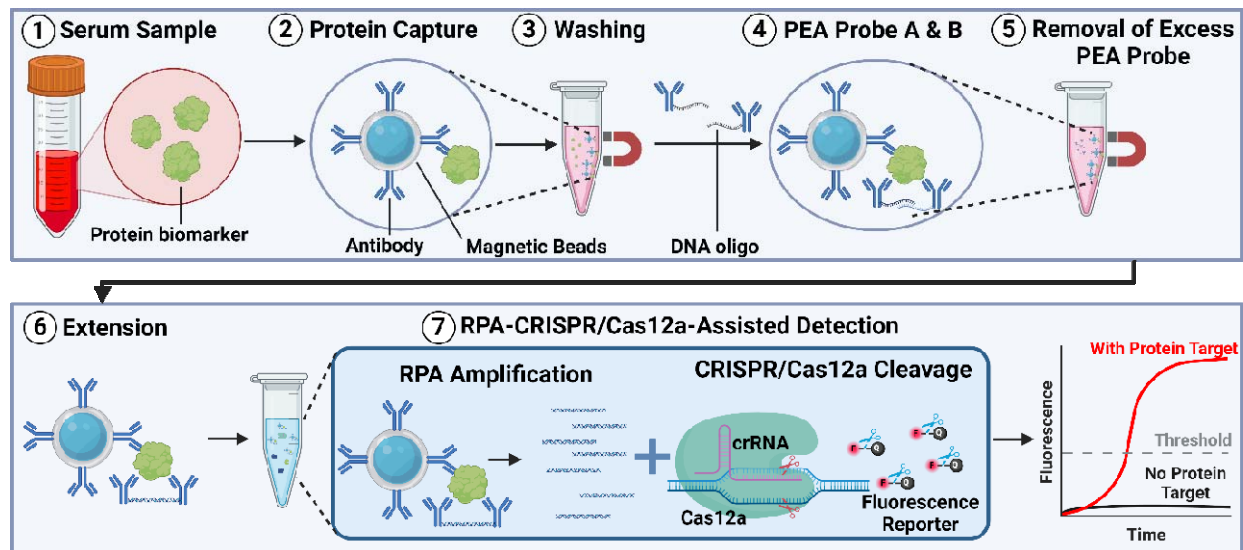 1 Serum Sample
2 Protein Capture
3 Washing
4 PEA Probe A & B
5 Removal of Excess
PEA Probe
Protein biomarker
Antibody
Magnetic Beads
DNA oligo
6 Extension
7 RPA-CRISPR/Cas12a-Assisted Detection
RPA Amplification
CRISPR/Cas12a Cleavage
crRNA
Cas12a
F Q
F Q
F Q
F Q
Fluorescence
Reporter
Fluorescence
With Protein Target
Threshold
No Protein
Target
Time